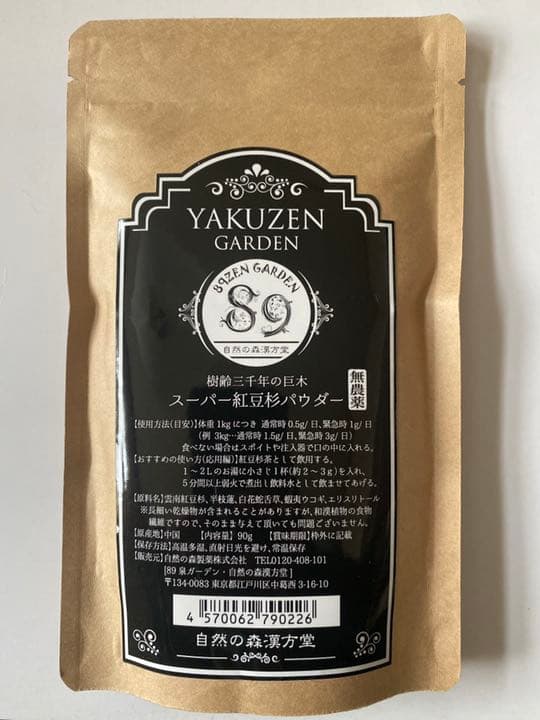 YAKUZEN
GARDEN
89ZEN GARDEN
89
自然の森漢方堂
樹齢三千年の巨木
スーパー紅豆杉パウダー 無農薬
【使用方法(目安)】体重1kgにつき 通常時0.5g/日、緊急時1g/日
(例 3kg…通常時1.5g/日、緊急時3g/日)
食べない場合はスポイトや注入器で口の中に入れる。
【おすすめの使い方(応用編)】紅豆杉茶として飲用する。
1〜2Lのお湯に小さじ1杯(約2〜3g)を入れ、
5分間以上弱火で煮出し飲料水として飲ませてあげる。
【原料名】雲南紅豆杉、半枝蓮、白花蛇舌草、蝦夷ウコギ、エリスリトール
※長細い乾燥物が含まれることがありますが、和漢植物の食物
繊維ですので、そのまま与えて頂いても問題ございません。
【原産地】中国 【内容量】90g 【賞味期限】枠外に記載
【保存方法】高温多湿、直射日光を避け、常温保存
【販売元】自然の森製薬株式会社 TEL0120-408-101
[89泉ガーデン・自然の森漢方堂]
〒134-0083 東京都江戸川区中葛西3-16-10
4 570062 790226
自然の森漢方堂